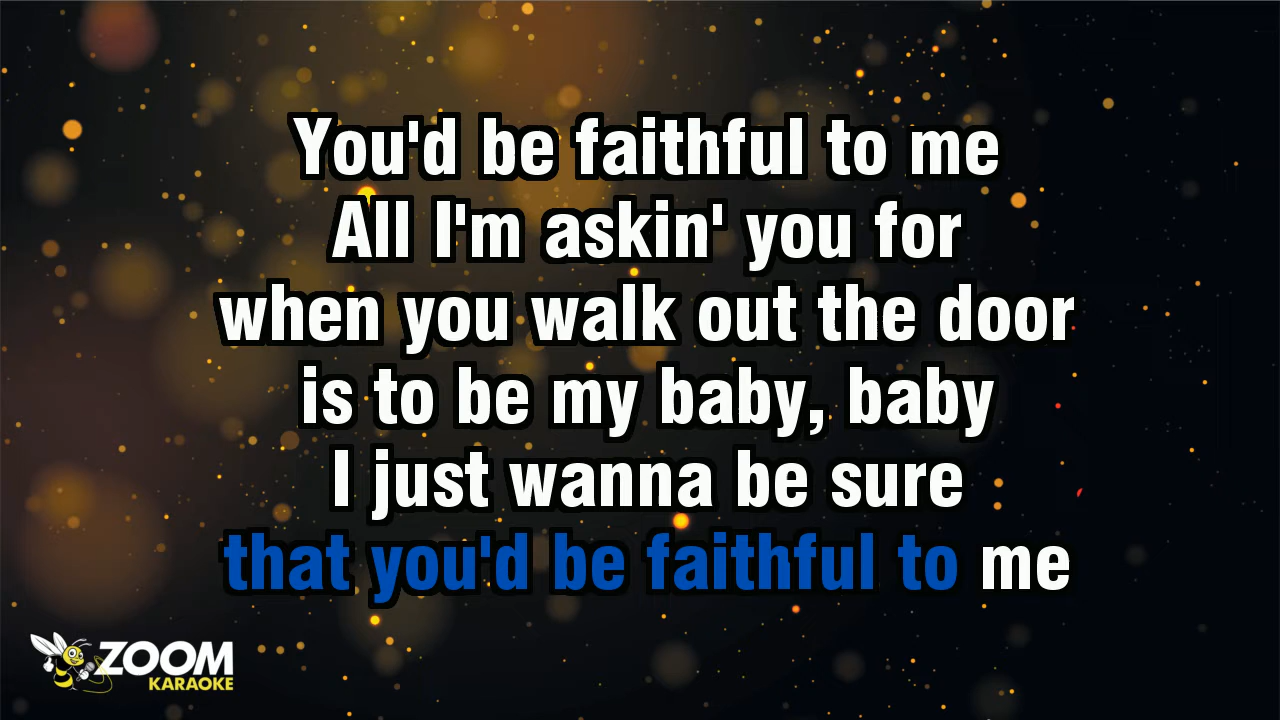 You'd be faithful to me
All I'm askin' you for
when you walk out the door
is to be my baby, baby
I just wanna be sure
that you'd be faithful to me
ZOOM
KARAOKE